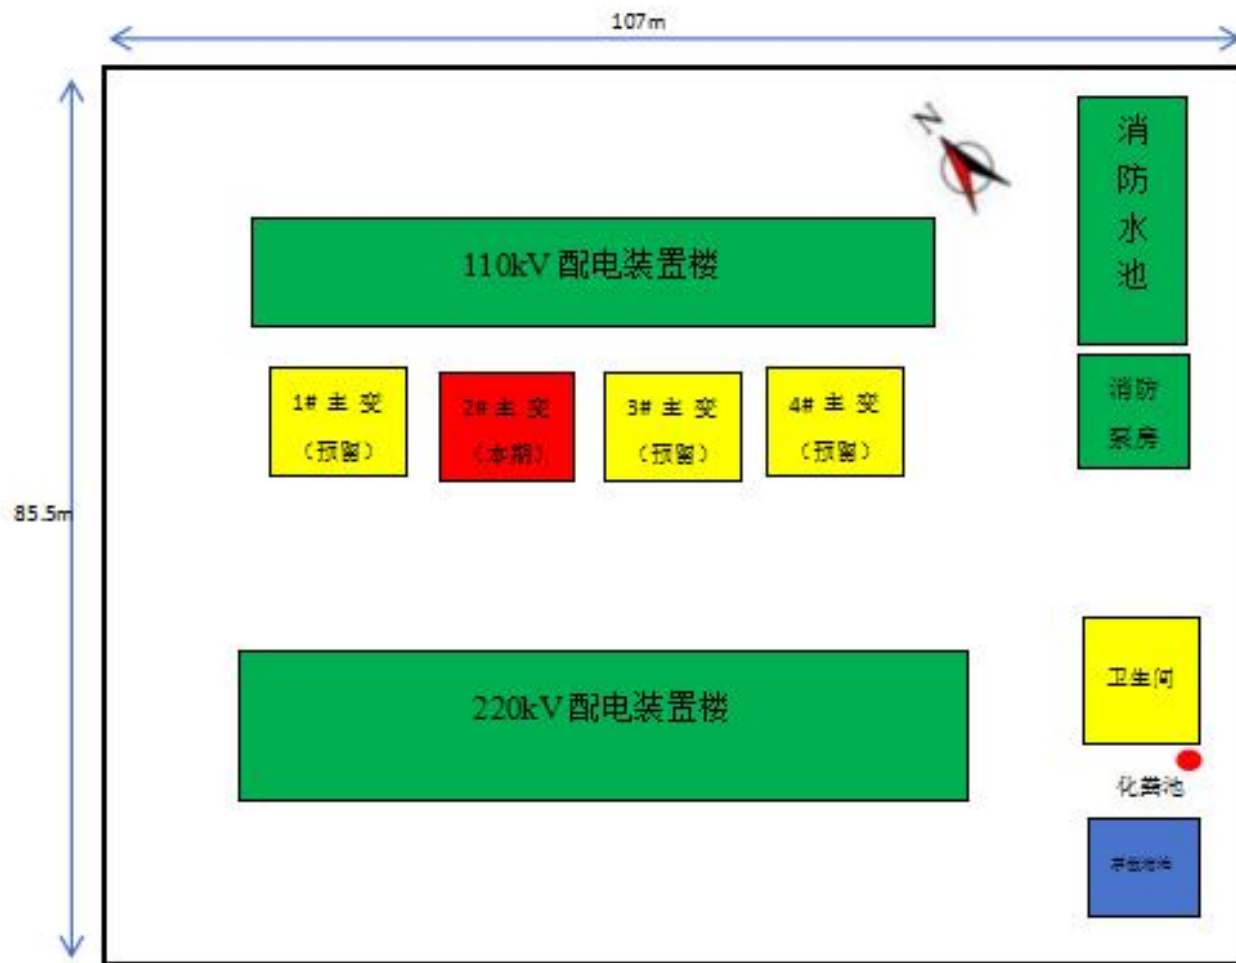 107m
N
消
防
水
池
110kV 配电装置楼
1# 主 变
（预留）
2# 主 变
（本期）
3# 主 变
（预留）
4# 主 变
（预留）
消防
泵房
85.5m
卫生间
220kV 配电装置楼
化粪池